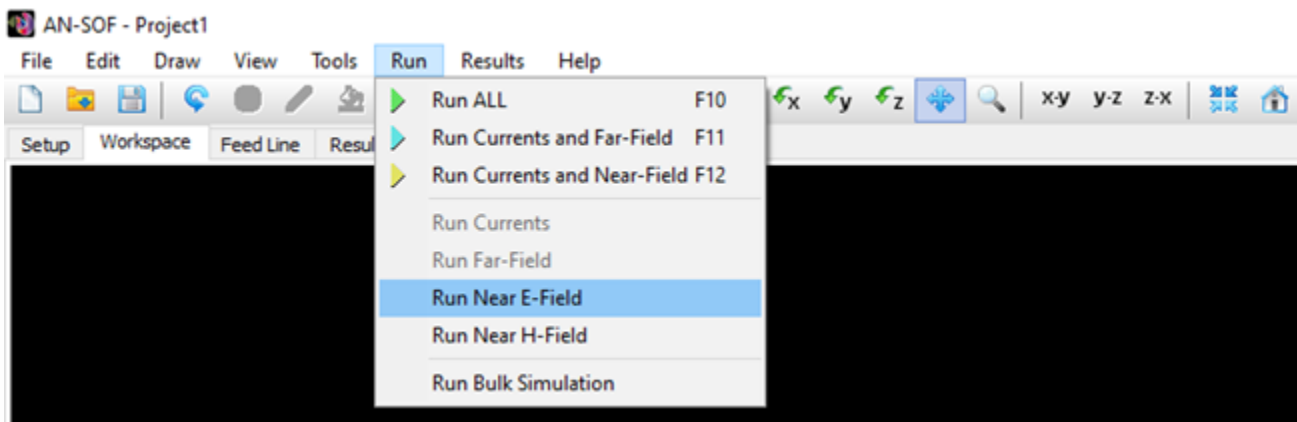 AN-SOF - Project1
File Edit Draw View Tools Run Results Help
x y z x-y y-z z-x
Setup Workspace Feed Line Resul
Run ALL F10
Run Currents and Far-Field F11
Run Currents and Near-Field F12
Run Currents
Run Far-Field
Run Near E-Field
Run Near H-Field
Run Bulk Simulation